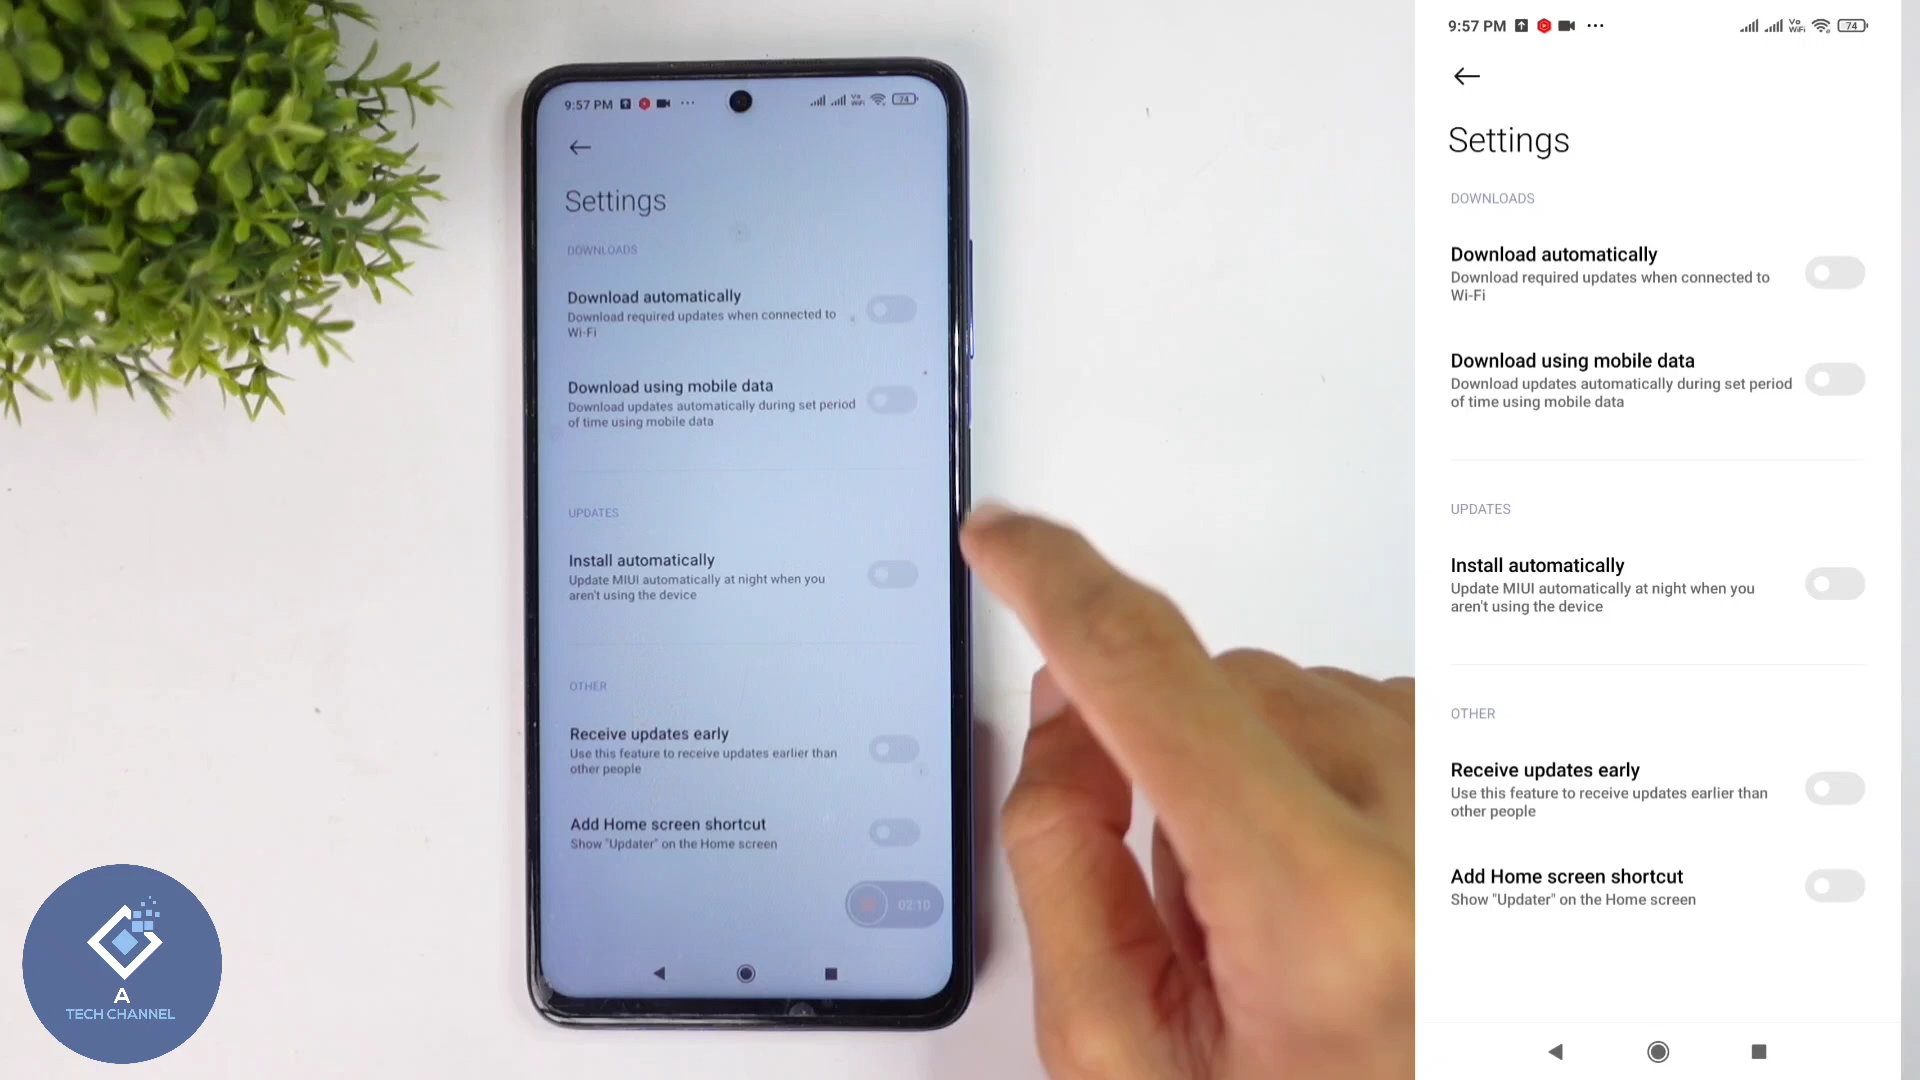 9:57 PM
74
Settings
DOWNLOADS
Download automatically
Download required updates when connected to
Wi-Fi
Download using mobile data
Download updates automatically during set period
of time using mobile data
UPDATES
Install automatically
Update MIUI automatically at night when you
aren't using the device
OTHER
Receive updates early
Use this feature to receive updates earlier than
other people
Add Home screen shortcut
Show "Updater" on the Home screen
02:10
A
TECH CHANNEL
9:57 PM
Vo
WiFi
74
Settings
DOWNLOADS
Download automatically
Download required updates when connected to
Wi-Fi
Download using mobile data
Download updates automatically during set period
of time using mobile data
UPDATES
Install automatically
Update MIUI automatically at night when you
aren't using the device
OTHER
Receive updates early
Use this feature to receive updates earlier than
other people
Add Home screen shortcut
Show "Updater" on the Home screen